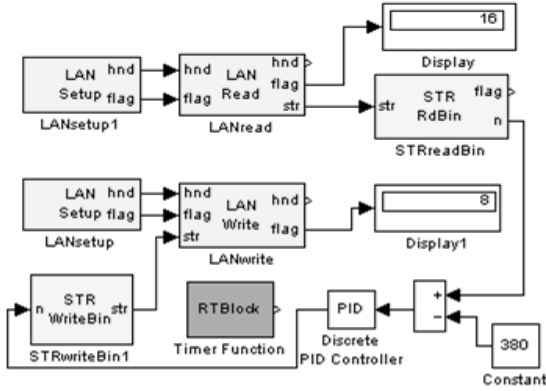 16
Display
LAN
Setup
hnd
flag
LANsetup1
hnd
flag
LAN
Read
hnd
flag
str
LANread
str
STR
RdBin
flag
n
STRreadBin
LAN
Setup
hnd
flag
LANsetup
hnd
flag
str
LAN
Write
hnd
flag
LANwrite
8
Display1
n
STR
WriteBin
str
STRwriteBin1
RTBlock
Timer Function
PID
Discrete
PID Controller
+
−
380
Constant